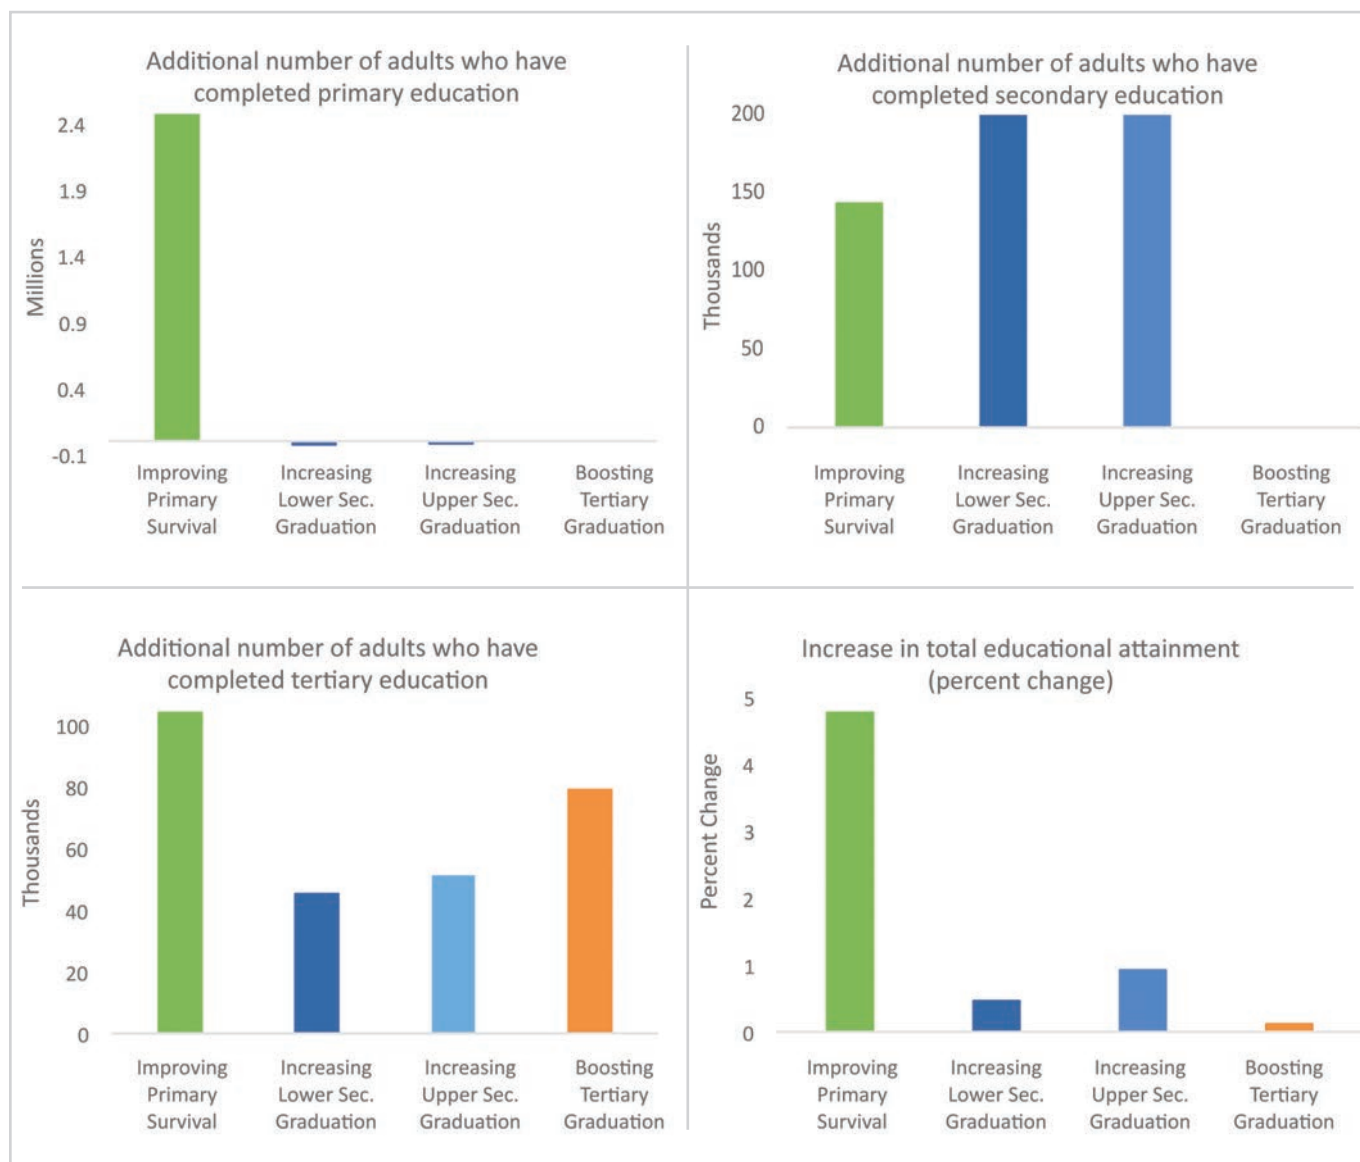 Additional number of adults who have
completed primary education
Millions
2.4
1.9
1.4
0.9
0.4
-0.1
Improving
Primary
Survival
Increasing
Lower Sec.
Graduation
Increasing
Upper Sec.
Graduation
Boosting
Tertiary
Graduation
Additional number of adults who have
completed secondary education
Thousands
200
150
100
50
0
Improving
Primary
Survival
Increasing
Lower Sec.
Graduation
Increasing
Upper Sec.
Graduation
Boosting
Tertiary
Graduation
Additional number of adults who have
completed tertiary education
Thousands
100
80
60
40
20
0
Improving
Primary
Survival
Increasing
Lower Sec.
Graduation
Increasing
Upper Sec.
Graduation
Boosting
Tertiary
Graduation
Increase in total educational attainment
(percent change)
Percent Change
5
4
3
2
1
0
Improving
Primary
Survival
Increasing
Lower Sec.
Graduation
Increasing
Upper Sec.
Graduation
Boosting
Tertiary
Graduation